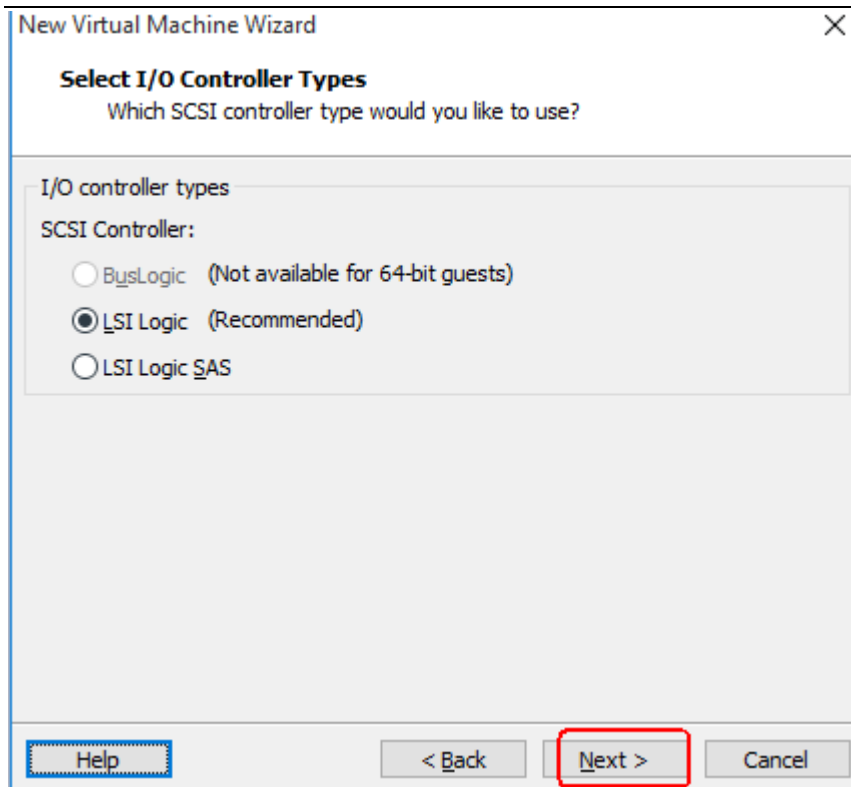 New Virtual Machine Wizard
Select I/O Controller Types
Which SCSI controller type would you like to use?
I/O controller types
SCSI Controller:
BusLogic (Not available for 64-bit guests)
LSI Logic (Recommended)
LSI Logic SAS
Help < Back Next > Cancel